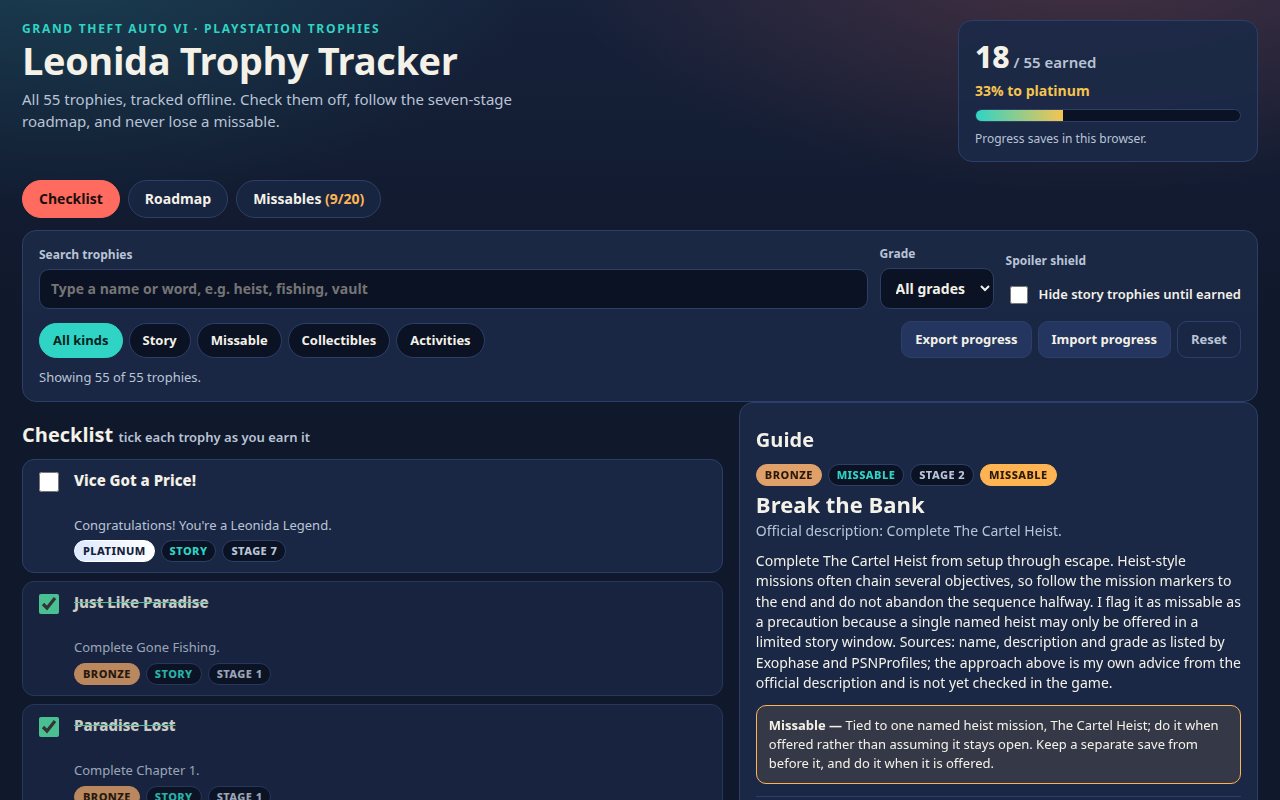 GRAND THEFT AUTO VI · PLAYSTATION TROPHIES
Leonida Trophy Tracker
All 55 trophies, tracked offline. Check them off, follow the seven-stage
roadmap, and never lose a missable.
18 / 55 earned
33% to platinum
Progress saves in this browser.
Checklist
Roadmap
Missables (9/20)
Search trophies
Type a name or word, e.g. heist, fishing, vault
Grade
All grades
Spoiler shield
Hide story trophies until earned
All kinds
Story
Missable
Collectibles
Activities
Export progress
Import progress
Reset
Showing 55 of 55 trophies.
Checklist tick each trophy as you earn it
Vice Got a Price!
Congratulations! You're a Leonida Legend.
PLATINUM
STORY
STAGE 7
Just Like Paradise
Complete Gone Fishing.
BRONZE
STORY
STAGE 1
Paradise Lost
Complete Chapter 1.
BRONZE
STORY
STAGE 1
Guide
BRONZE
MISSABLE
STAGE 2
MISSABLE
Break the Bank
Official description: Complete The Cartel Heist.
Complete The Cartel Heist from setup through escape. Heist-style
missions often chain several objectives, so follow the mission markers to
the end and do not abandon the sequence halfway. I flag it as missable as
a precaution because a single named heist may only be offered in a
limited story window. Sources: name, description and grade as listed by
Exophase and PSNProfiles; the approach above is my own advice from the
official description and is not yet checked in the game.
Missable — Tied to one named heist mission, The Cartel Heist; do it when
offered rather than assuming it stays open. Keep a separate save from
before it, and do it when it is offered.